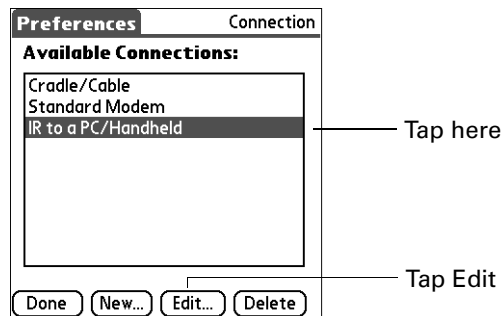 Preferences Connection
Available Connections:
Cradle/Cable
Standard Modem
IR to a PC/Handheld
Tap here
Tap Edit
Done New... Edit... Delete